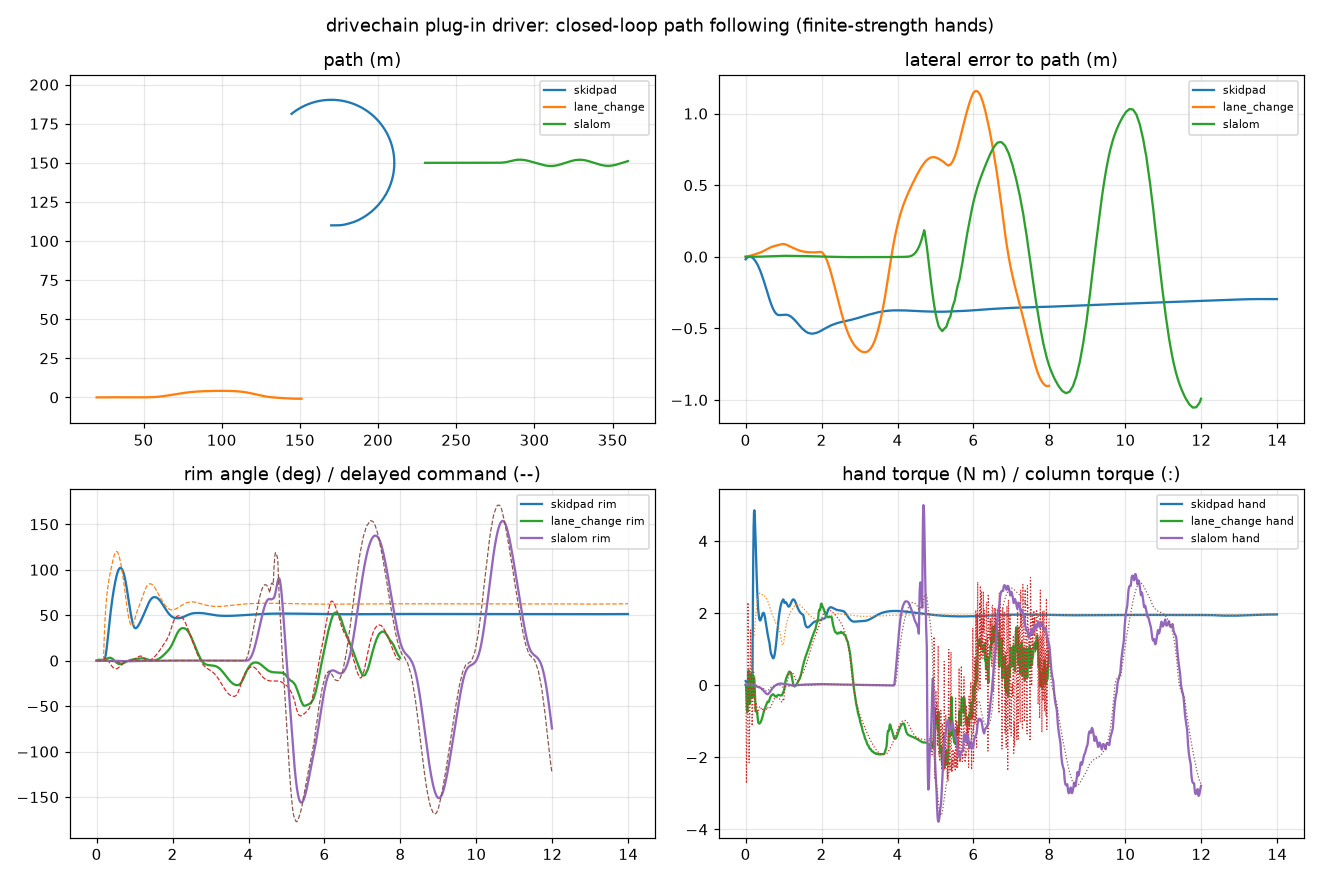 drivechain plug-in driver: closed-loop path following (finite-strength hands)
path (m)
200
175
150
125
100
75
50
25
0
50 100 150 200 250 300 350
skidpad
lane_change
slalom
lateral error to path (m)
1.0
0.5
0.0
−0.5
−1.0
0 2 4 6 8 10 12 14
skidpad
lane_change
slalom
rim angle (deg) / delayed command (--)
150
100
50
0
−50
−100
−150
0 2 4 6 8 10 12 14
skidpad rim
lane_change rim
slalom rim
hand torque (N m) / column torque (:)
4
2
0
−2
−4
0 2 4 6 8 10 12 14
skidpad hand
lane_change hand
slalom hand